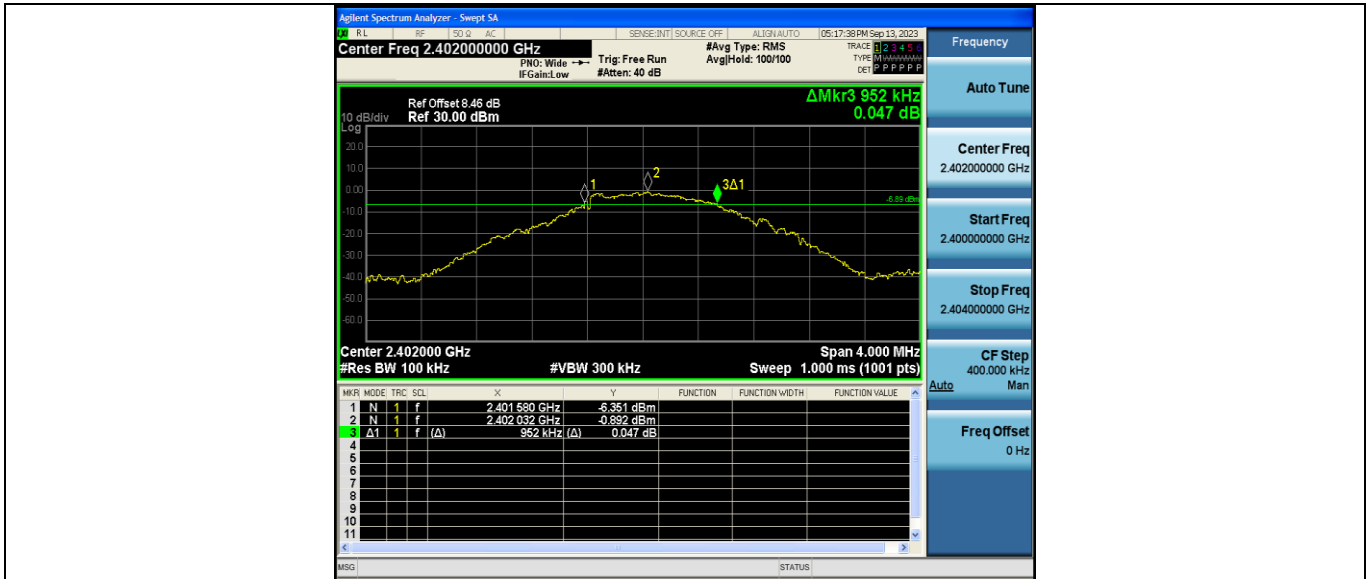 Agilent Spectrum Analyzer - Swept SA
LXI RL RF 50 Ω AC SENSE:INT SOURCE OFF ALIGN AUTO 05:17:38 PM Sep 13, 2023
Center Freq 2.402000000 GHz
PNO: Wide
IFGain:Low
Trig: Free Run
#Atten: 40 dB
#Avg Type: RMS
Avg|Hold: 100/100
TRACE 1 2 3 4 5 6
TYPE M WWWWW
DET P P P P P P
ΔMkr3 952 kHz
0.047 dB
Ref Offset 8.46 dB
10 dB/div Ref 30.00 dBm
Log
20.0
10.0
0.00
-10.0
-20.0
-30.0
-40.0
-50.0
-60.0
1
2
3Δ1
-6.89 dBm
Center 2.402000 GHz Span 4.000 MHz
#Res BW 100 kHz #VBW 300 kHz Sweep 1.000 ms (1001 pts)
MKR MODE TRC SCL X Y FUNCTION FUNCTION WIDTH FUNCTION VALUE
1 N 1 f 2.401 580 GHz -6.351 dBm
2 N 1 f 2.402 032 GHz -0.892 dBm
3 Δ1 1 f (Δ) 952 kHz (Δ) 0.047 dB
4
5
6
7
8
9
10
11
MSG STATUS
Frequency
Auto Tune
Center Freq
2.402000000 GHz
Start Freq
2.400000000 GHz
Stop Freq
2.404000000 GHz
CF Step
400.000 kHz
Auto Man
Freq Offset
0 Hz